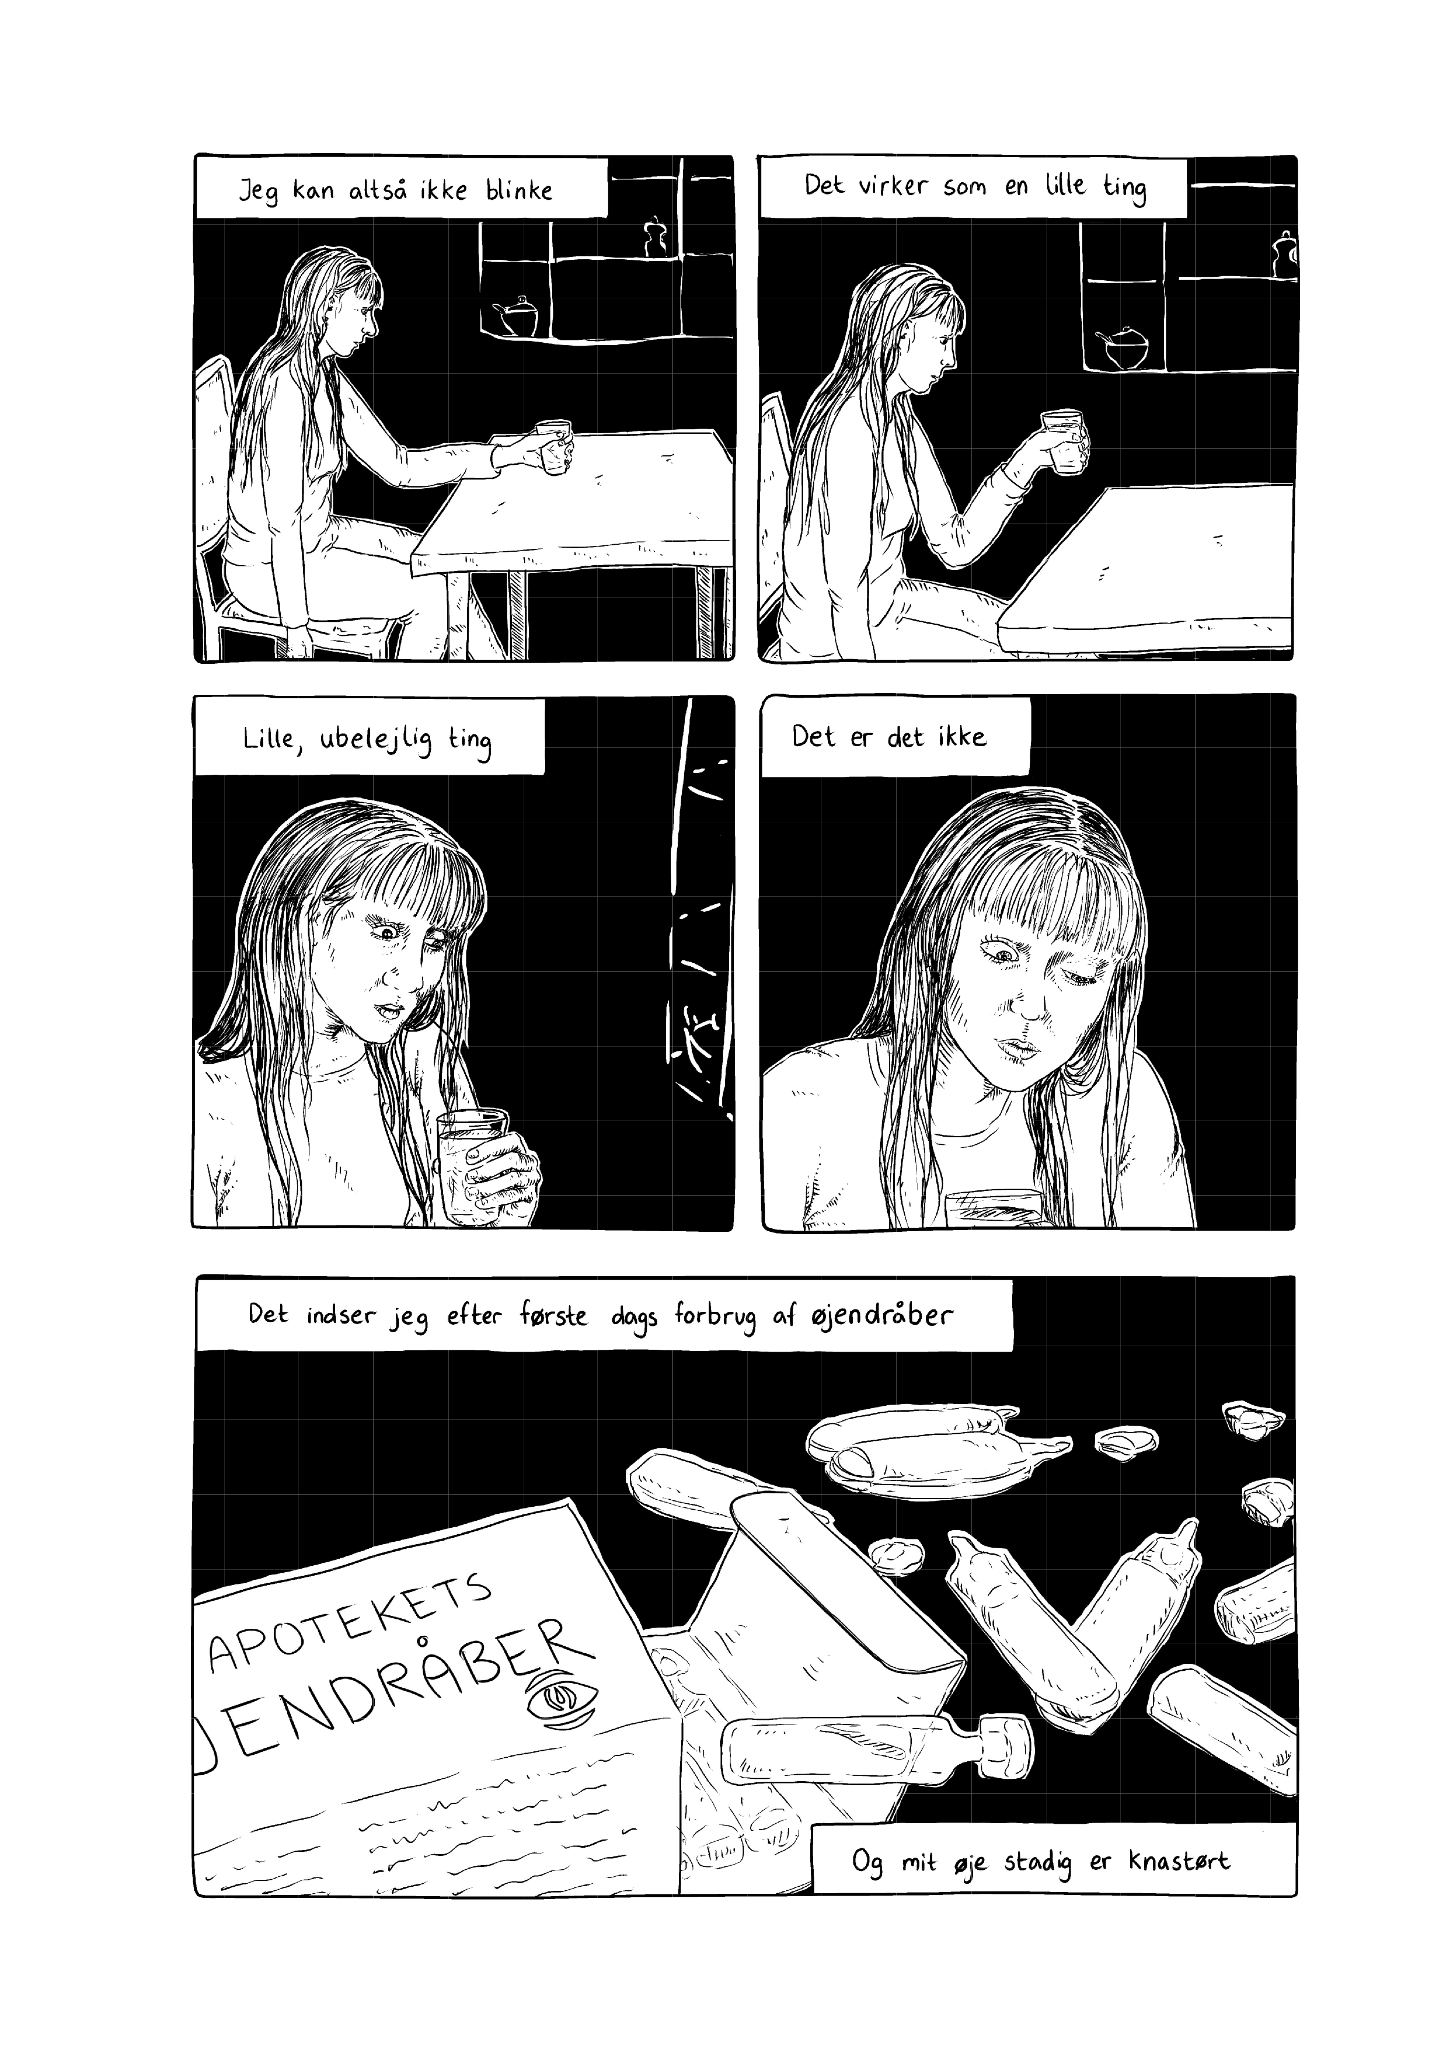 Jeg kan altså ikke blinke
Det virker som en lille ting
Lille, ubelejlig ting
Det er det ikke
Det indser jeg efter første dags forbrug af øjendråber
APOTEKETS
JENDRÅBER
Og mit øje stadig er knastørt